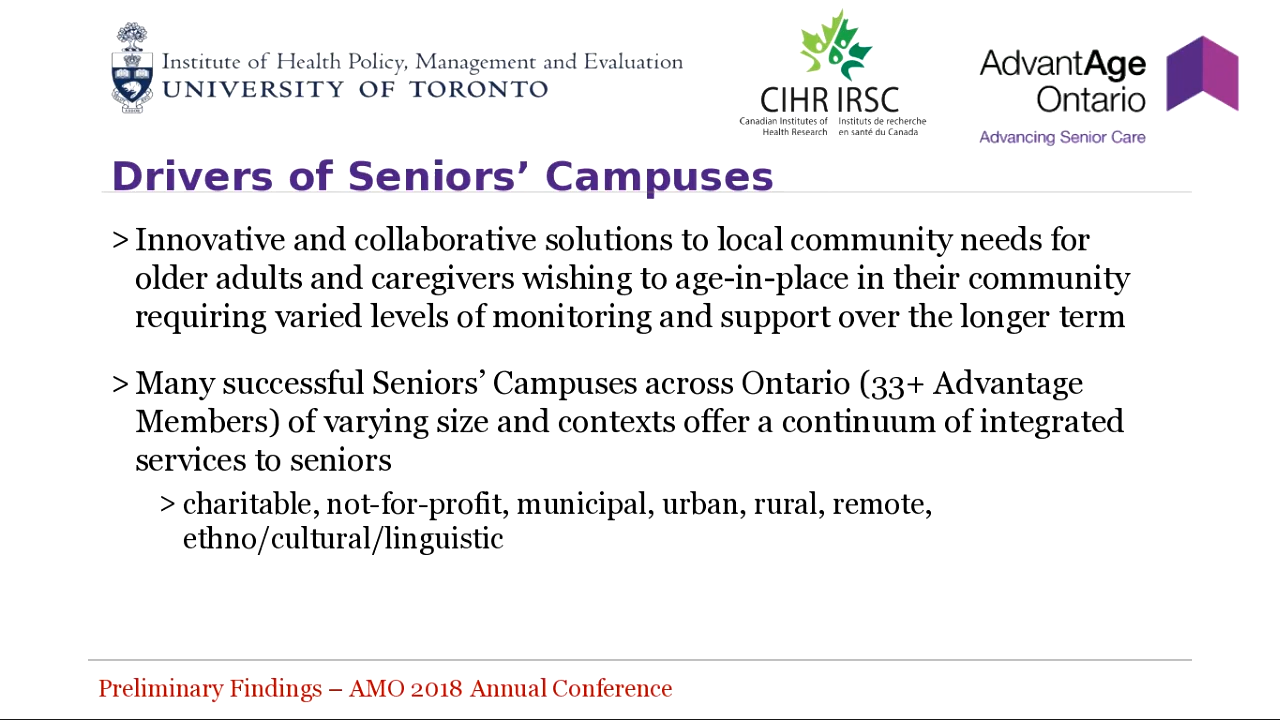 Institute of Health Policy, Management and Evaluation
UNIVERSITY OF TORONTO
CIHR IRSC
Canadian Institutes of Health Research
Instituts de recherche en santé du Canada
AdvantAge
Ontario
Advancing Senior Care
Drivers of Seniors’ Campuses
> Innovative and collaborative solutions to local community needs for
older adults and caregivers wishing to age-in-place in their community
requiring varied levels of monitoring and support over the longer term
> Many successful Seniors’ Campuses across Ontario (33+ Advantage
Members) of varying size and contexts offer a continuum of integrated
services to seniors
> charitable, not-for-profit, municipal, urban, rural, remote,
ethno/cultural/linguistic
Preliminary Findings – AMO 2018 Annual Conference